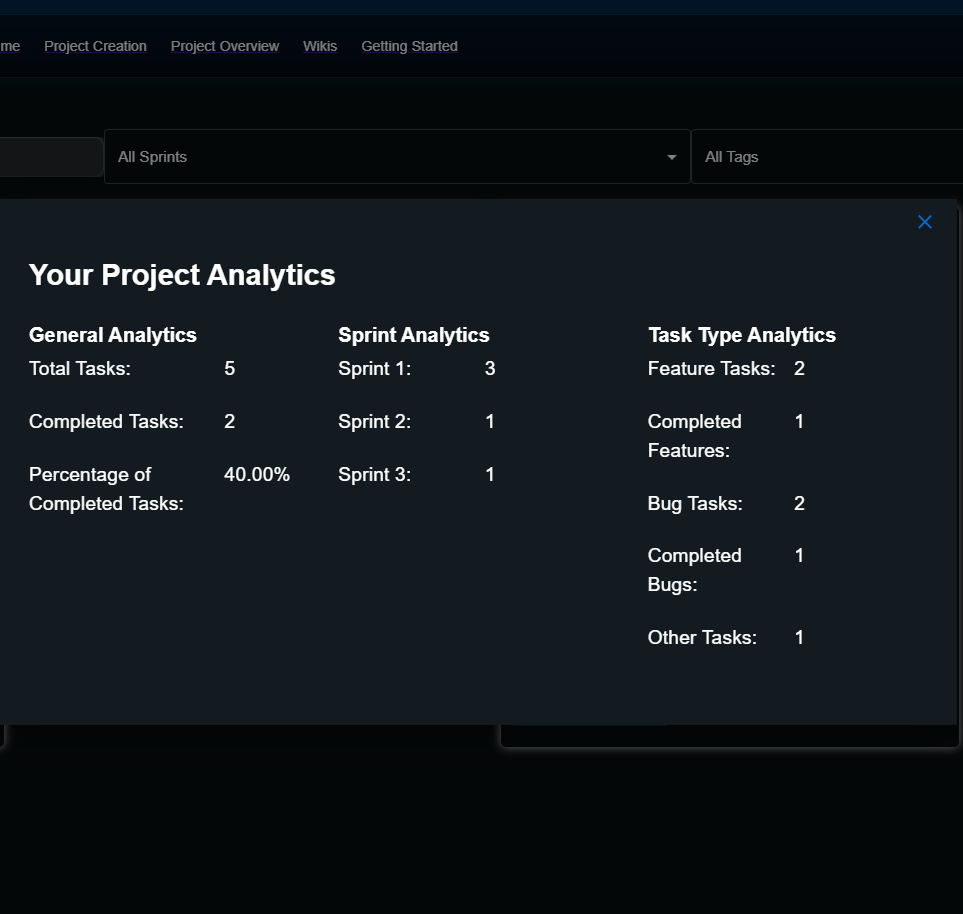 me Project Creation Project Overview Wikis Getting Started
All Sprints All Tags
Your Project Analytics
General Analytics
Total Tasks: 5
Completed Tasks: 2
Percentage of 40.00%
Completed Tasks:
Sprint Analytics
Sprint 1: 3
Sprint 2: 1
Sprint 3: 1
Task Type Analytics
Feature Tasks: 2
Completed 1
Features:
Bug Tasks: 2
Completed 1
Bugs:
Other Tasks: 1